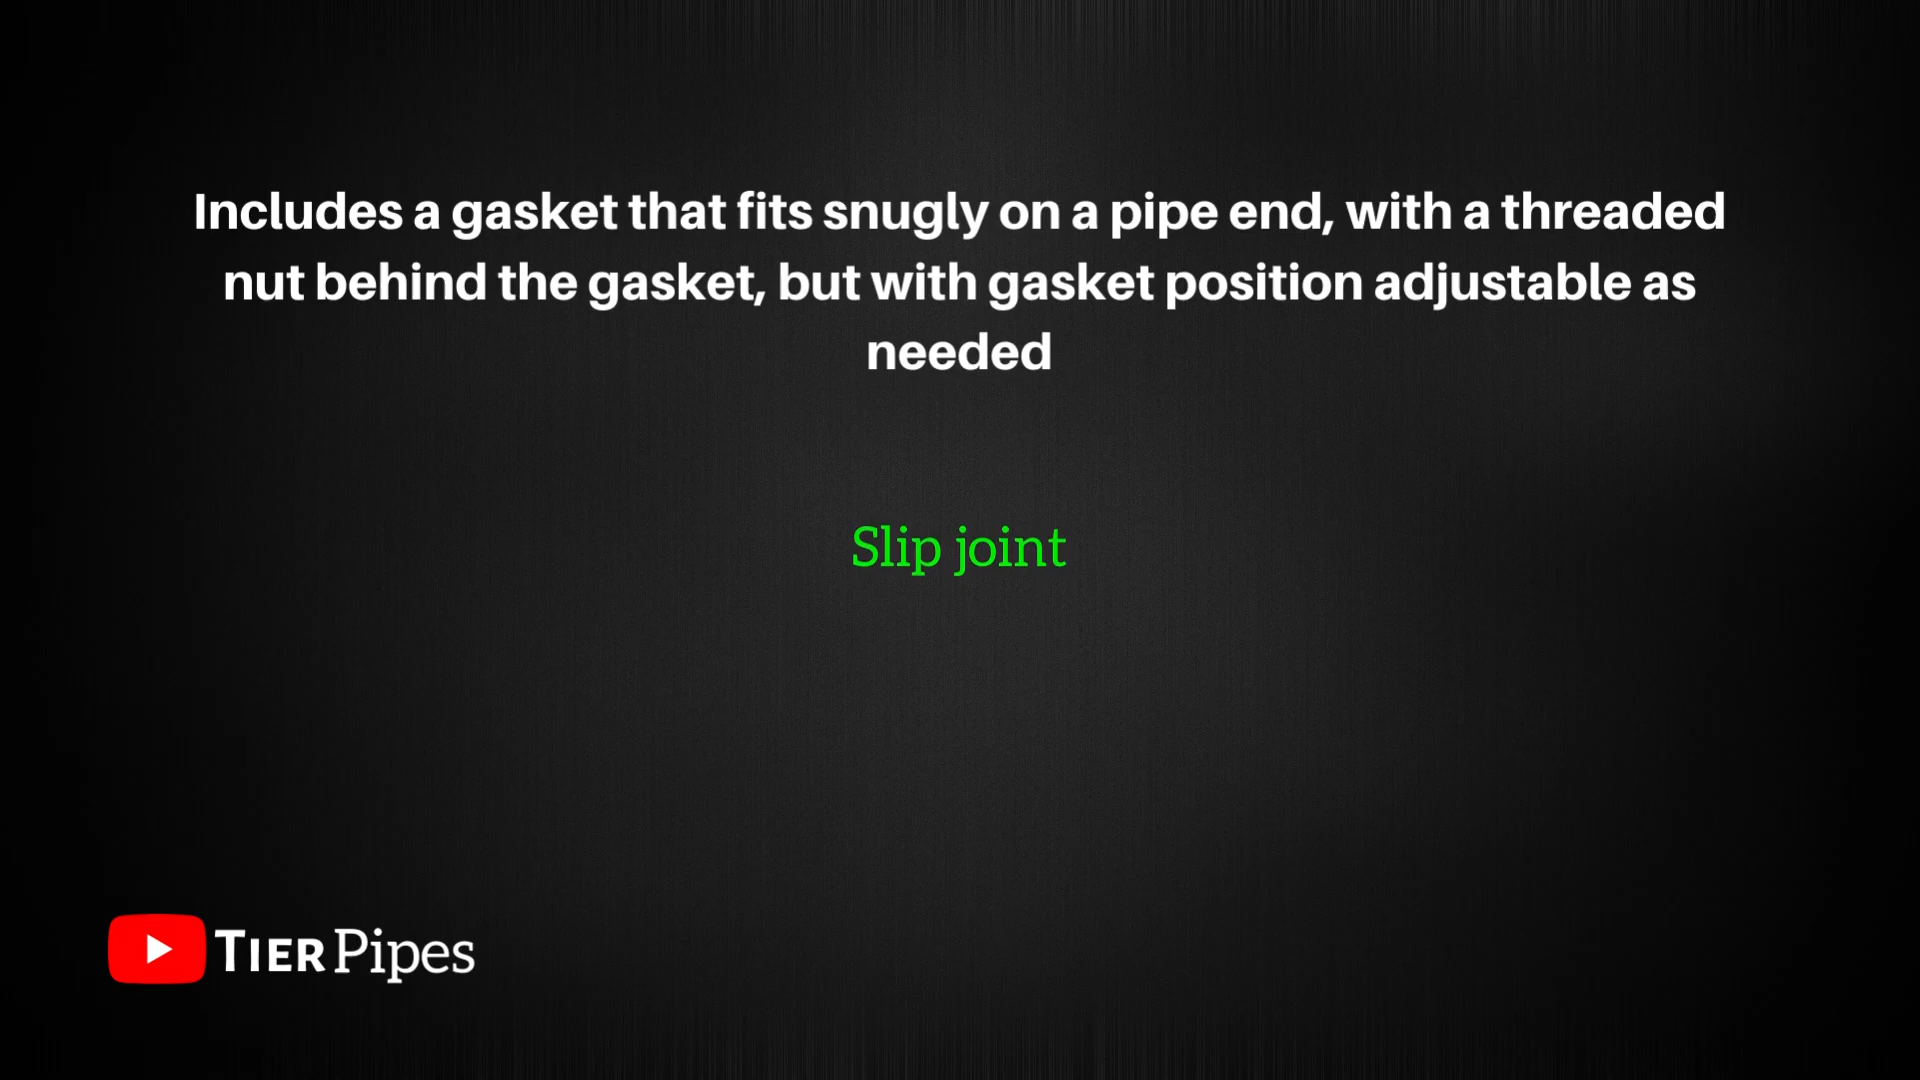 Includes a gasket that fits snugly on a pipe end, with a threaded
nut behind the gasket, but with gasket position adjustable as
needed
Slip joint
TIER Pipes